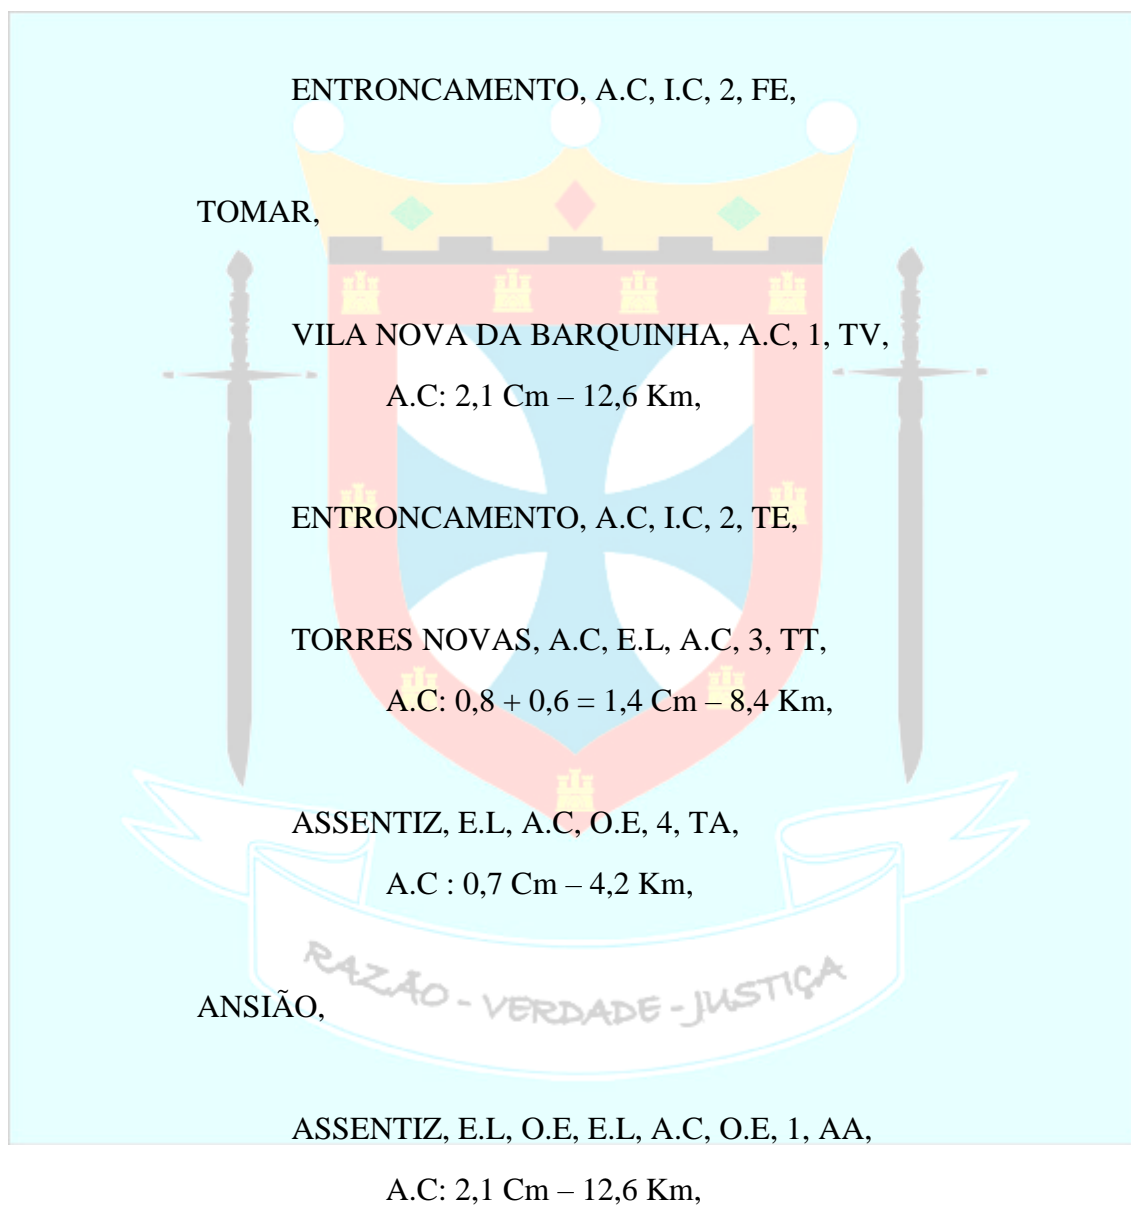 ENTRONCAMENTO, A.C, I.C, 2, FE,
TOMAR,
VILA NOVA DA BARQUINHA, A.C, 1, TV,
A.C: 2,1 Cm – 12,6 Km,
ENTRONCAMENTO, A.C, I.C, 2, TE,
TORRES NOVAS, A.C, E.L, A.C, 3, TT,
A.C: 0,8 + 0,6 = 1,4 Cm – 8,4 Km,
ASSENTIZ, E.L, A.C, O.E, 4, TA,
A.C : 0,7 Cm – 4,2 Km,
RAZÃO - VERDADE - JUSTIÇA
ANSIÃO,
ASSENTIZ, E.L, O.E, E.L, A.C, O.E, 1, AA,
A.C: 2,1 Cm – 12,6 Km,